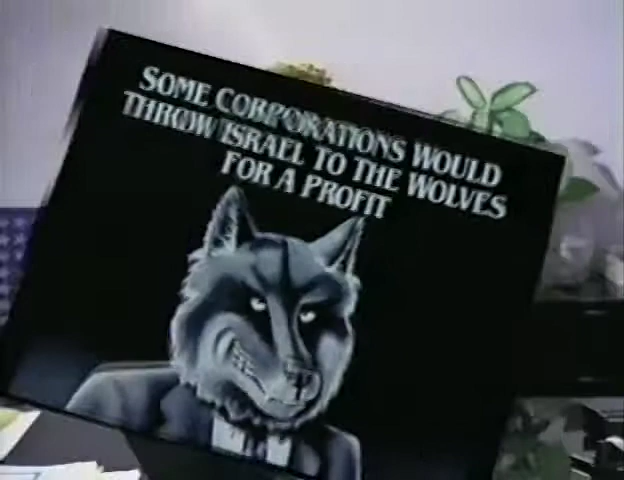 SOME CORPORATIONS WOULD
THROW ISRAEL TO THE WOLVES
FOR A PROFIT